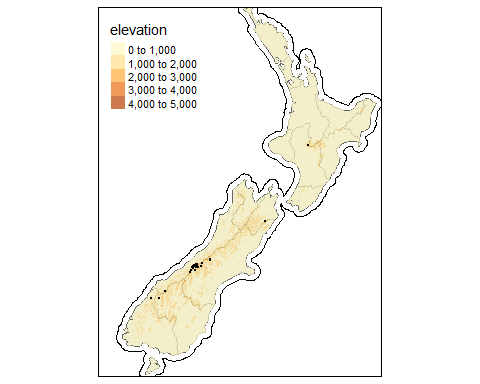 elevation
0 to 1,000
1,000 to 2,000
2,000 to 3,000
3,000 to 4,000
4,000 to 5,000